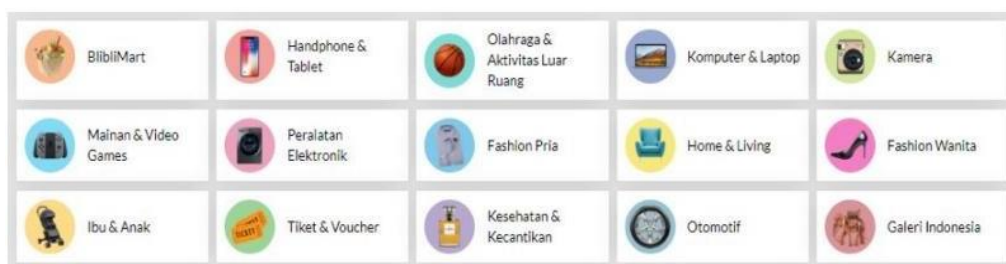 BlibliMart
Handphone &
Tablet
Olahraga &
Aktivitas Luar
Ruang
Komputer & Laptop
Kamera
Mainan & Video
Games
Peralatan
Elektronik
Fashion Pria
Home & Living
Fashion Wanita
Ibu & Anak
TICKET
Tiket & Voucher
Kesehatan &
Kecantikan
Otomotif
Galeri Indonesia